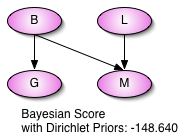 B L
G M
Bayesian Score
with Dirichlet Priors: -148.640